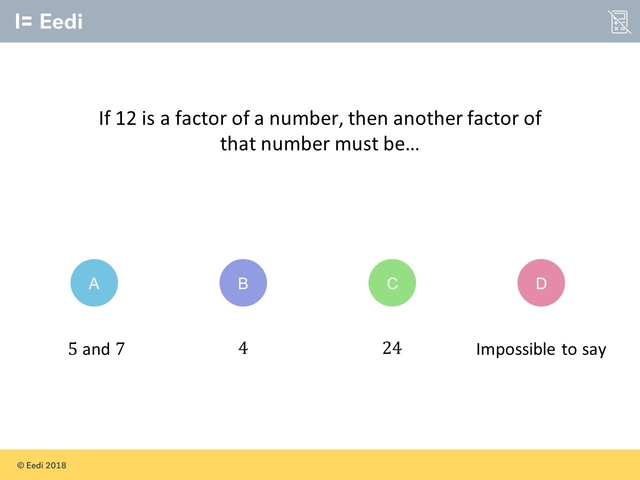 Eedi
If 12 is a factor of a number, then another factor of
that number must be...
A
B
C
D
5 and 7
4
24
Impossible to say
© Eedi 2018